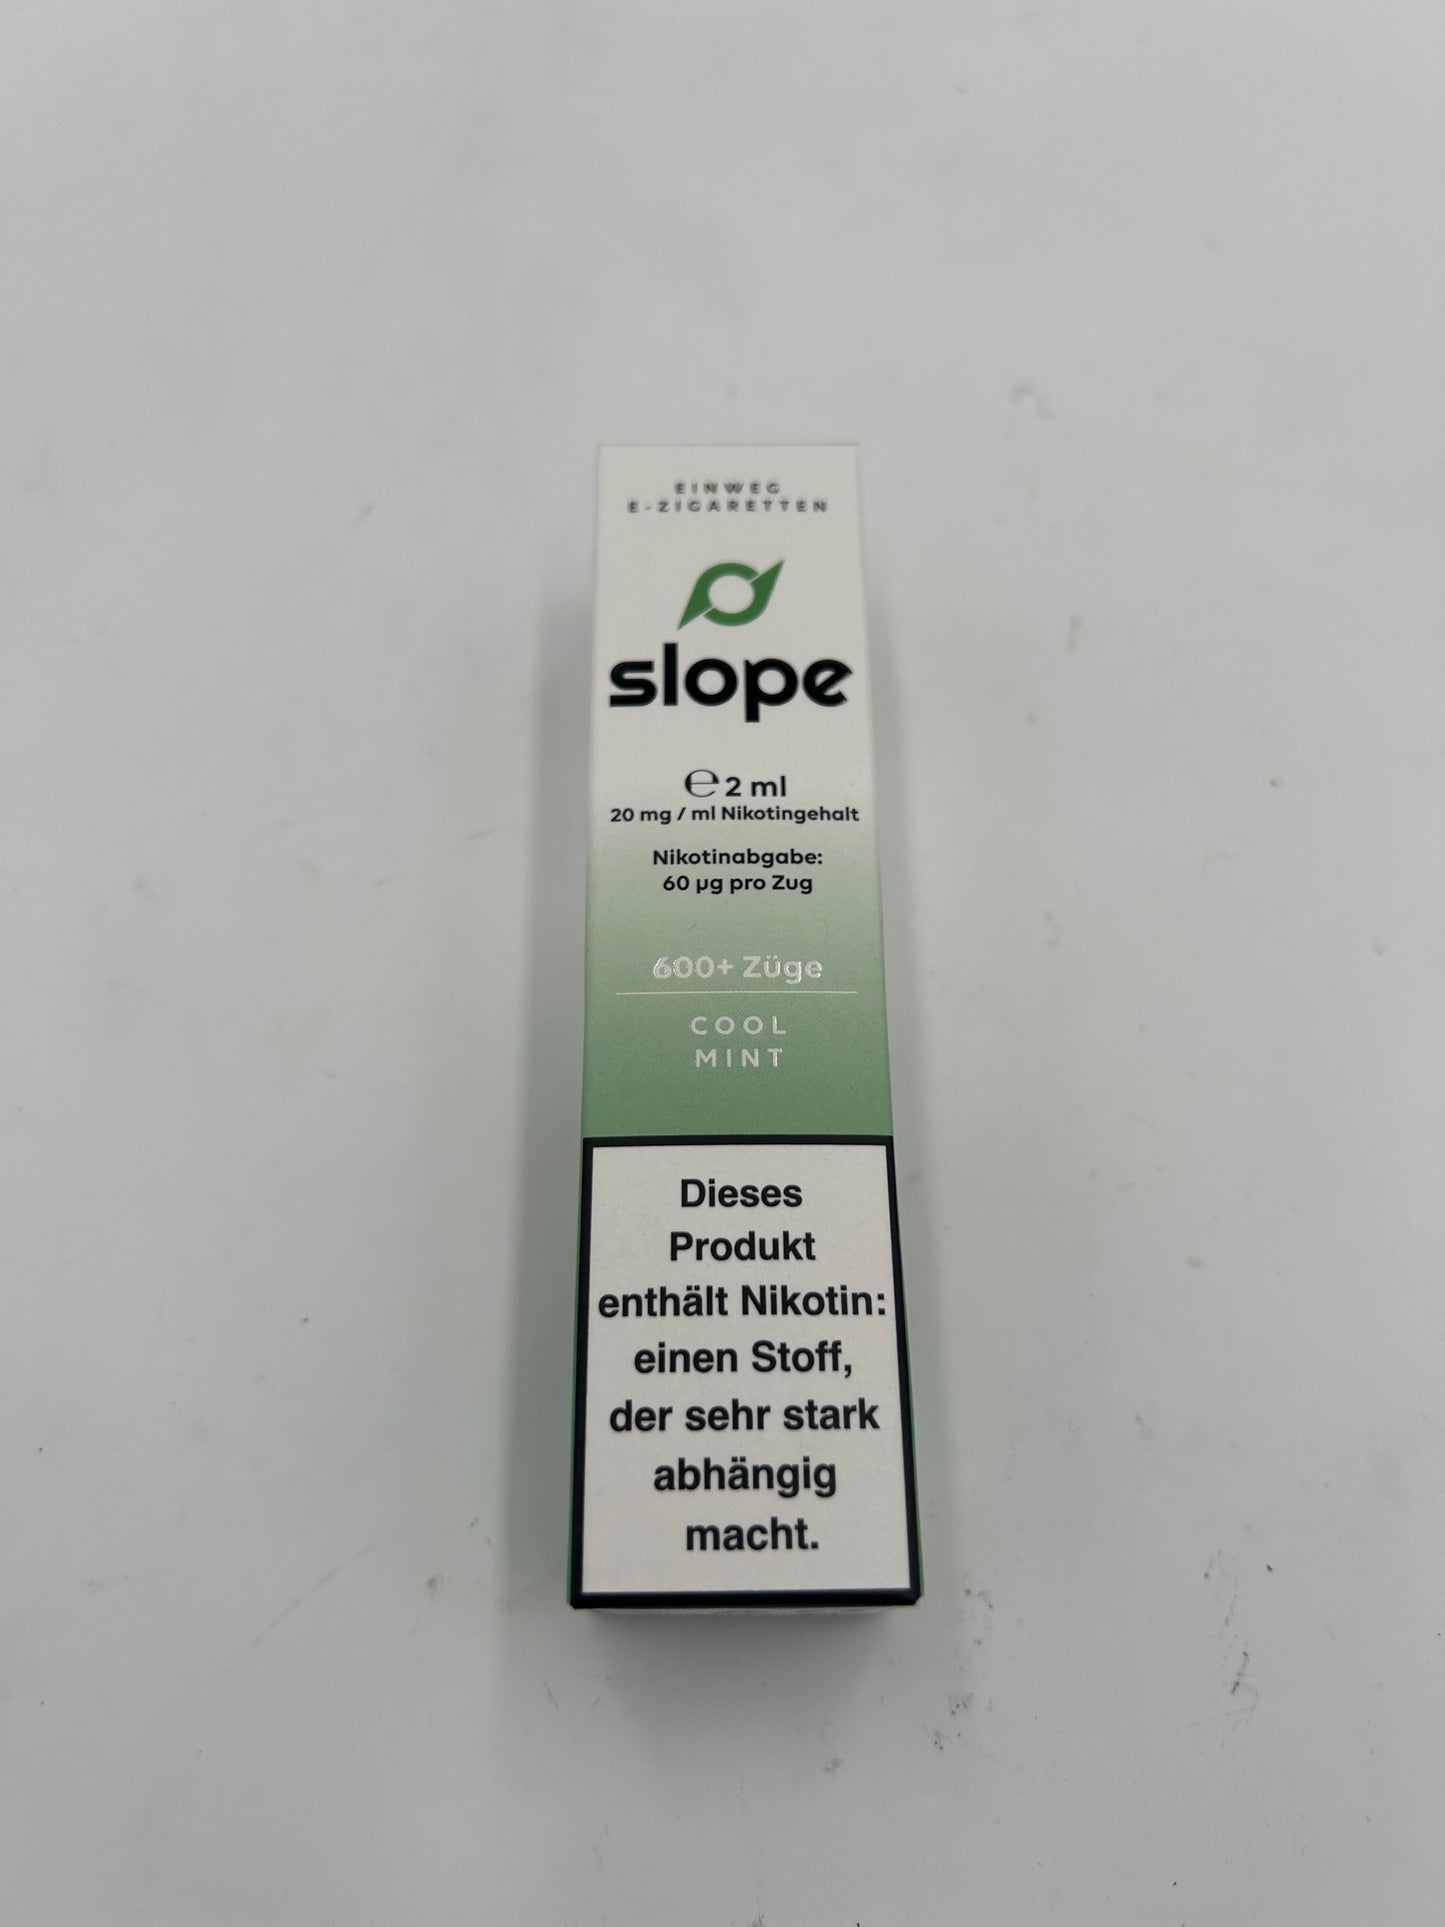 EINWEG
E-ZIGARETTEN
slope
℮ 2 ml
20 mg / ml Nikotingehalt
Nikotinabgabe:
60 µg pro Zug
600+ Züge
COOL
MINT
Dieses
Produkt
enthält Nikotin:
einen Stoff,
der sehr stark
abhängig
macht.